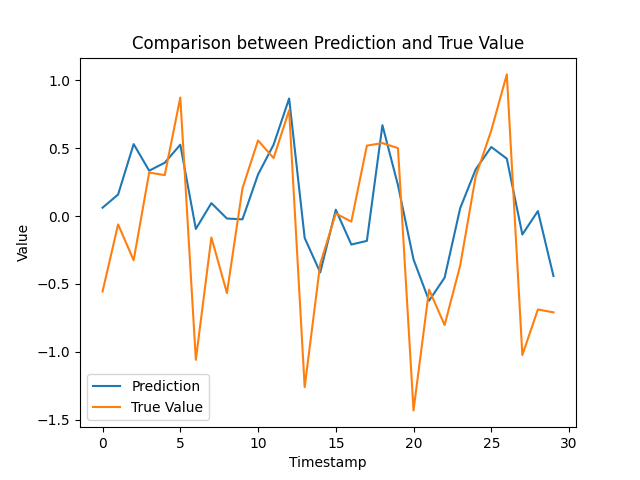 Comparison between Prediction and True Value
1.0
0.5
0.0
−0.5
−1.0
−1.5
Value
Prediction
True Value
0 5 10 15 20 25 30
Timestamp